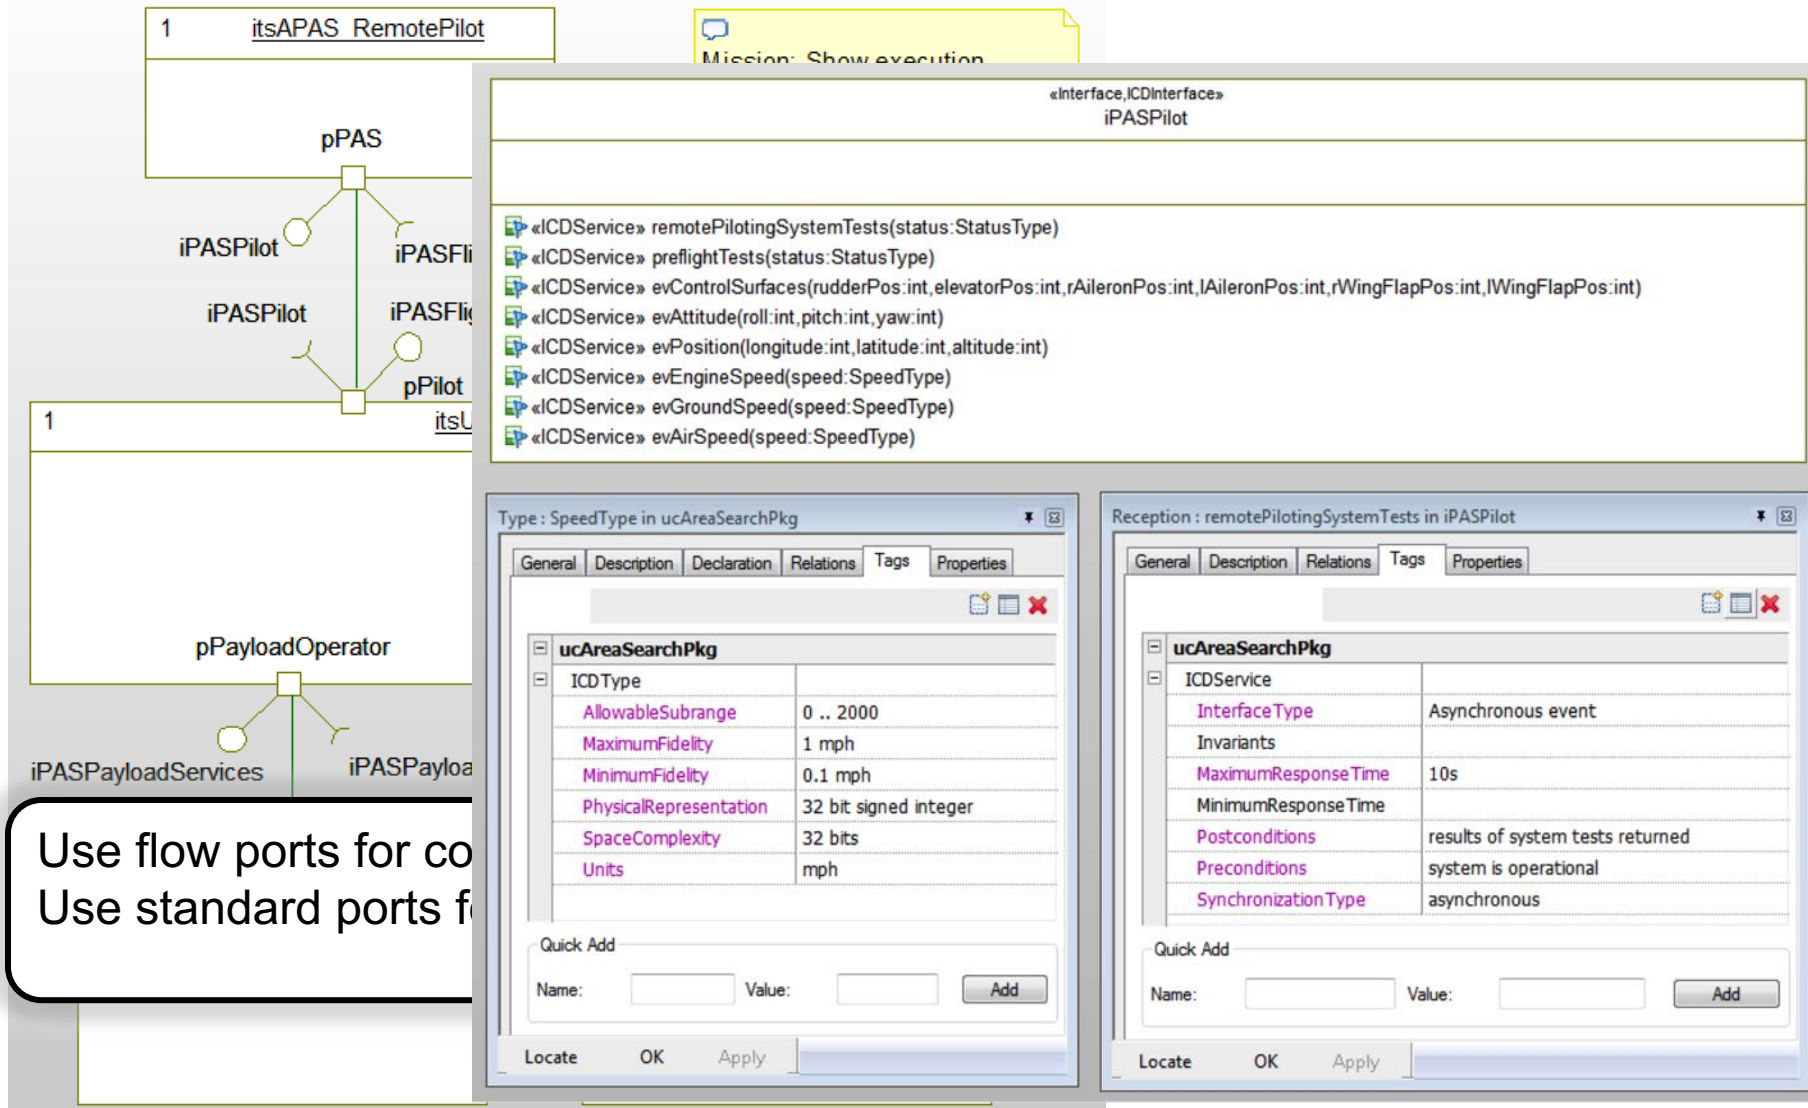 1 itsAPAS_RemotePilot
Mission: Show execution
pPAS
iPASPilot
iPASFli
iPASPilot
iPASFlig
pPilot
1 itsU
pPayloadOperator
iPASPayloadServices
iPASPayloa
Use flow ports for co
Use standard ports fo
«Interface,ICDInterface»
iPASPilot
«ICDService» remotePilotingSystemTests(status:StatusType)
«ICDService» preflightTests(status:StatusType)
«ICDService» evControlSurfaces(rudderPos:int,elevatorPos:int,rAileronPos:int,lAileronPos:int,rWingFlapPos:int,lWingFlapPos:int)
«ICDService» evAttitude(roll:int,pitch:int,yaw:int)
«ICDService» evPosition(longitude:int,latitude:int,altitude:int)
«ICDService» evEngineSpeed(speed:SpeedType)
«ICDService» evGroundSpeed(speed:SpeedType)
«ICDService» evAirSpeed(speed:SpeedType)
Type : SpeedType in ucAreaSearchPkg
General Description Declaration Relations Tags Properties
ucAreaSearchPkg
ICDType
AllowableSubrange 0 .. 2000
MaximumFidelity 1 mph
MinimumFidelity 0.1 mph
PhysicalRepresentation 32 bit signed integer
SpaceComplexity 32 bits
Units mph
Quick Add
Name: Value: Add
Locate OK Apply
Reception : remotePilotingSystemTests in iPASPilot
General Description Relations Tags Properties
ucAreaSearchPkg
ICDService
InterfaceType Asynchronous event
Invariants
MaximumResponseTime 10s
MinimumResponseTime
Postconditions results of system tests returned
Preconditions system is operational
SynchronizationType asynchronous
Quick Add
Name: Value: Add
Locate OK Apply